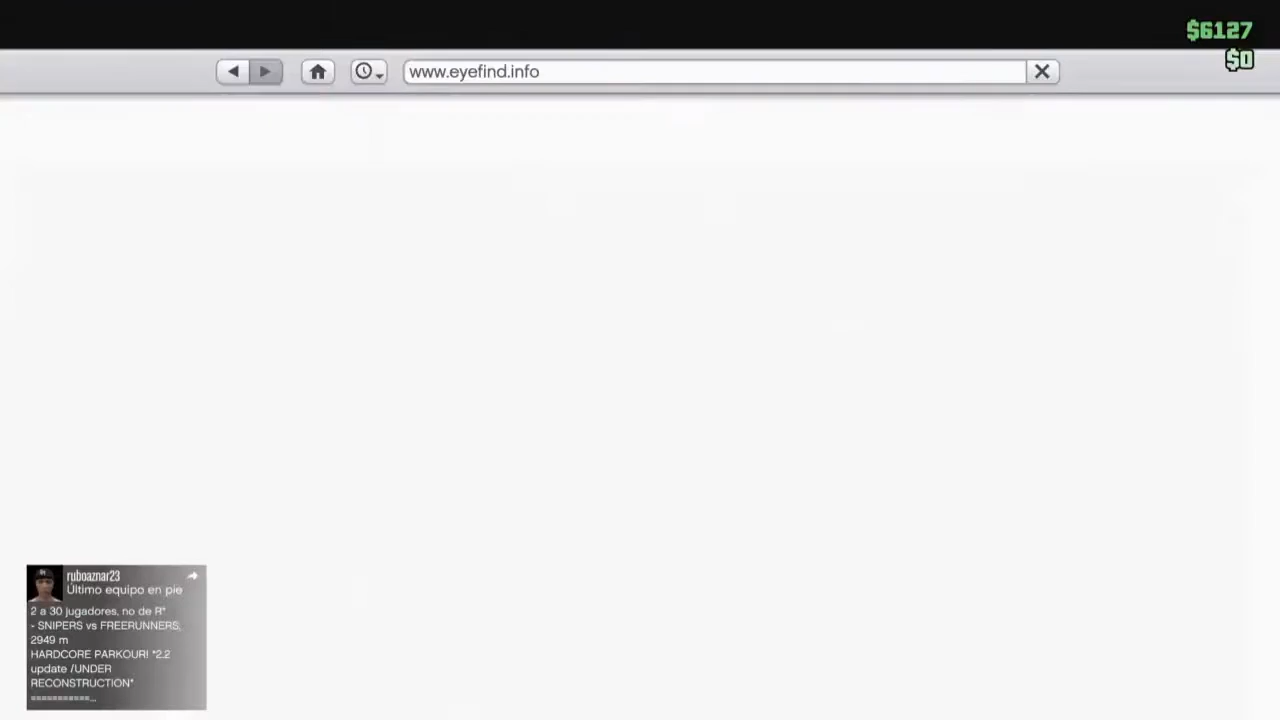 $6127
$0
www.eyefind.info
ruboaznar23
Último equipo en pie
2 a 30 jugadores, no de R*
- SNIPERS vs FREERUNNERS,
2949 m
HARDCORE PARKOUR! *2.2
update /UNDER
RECONSTRUCTION*
===========...